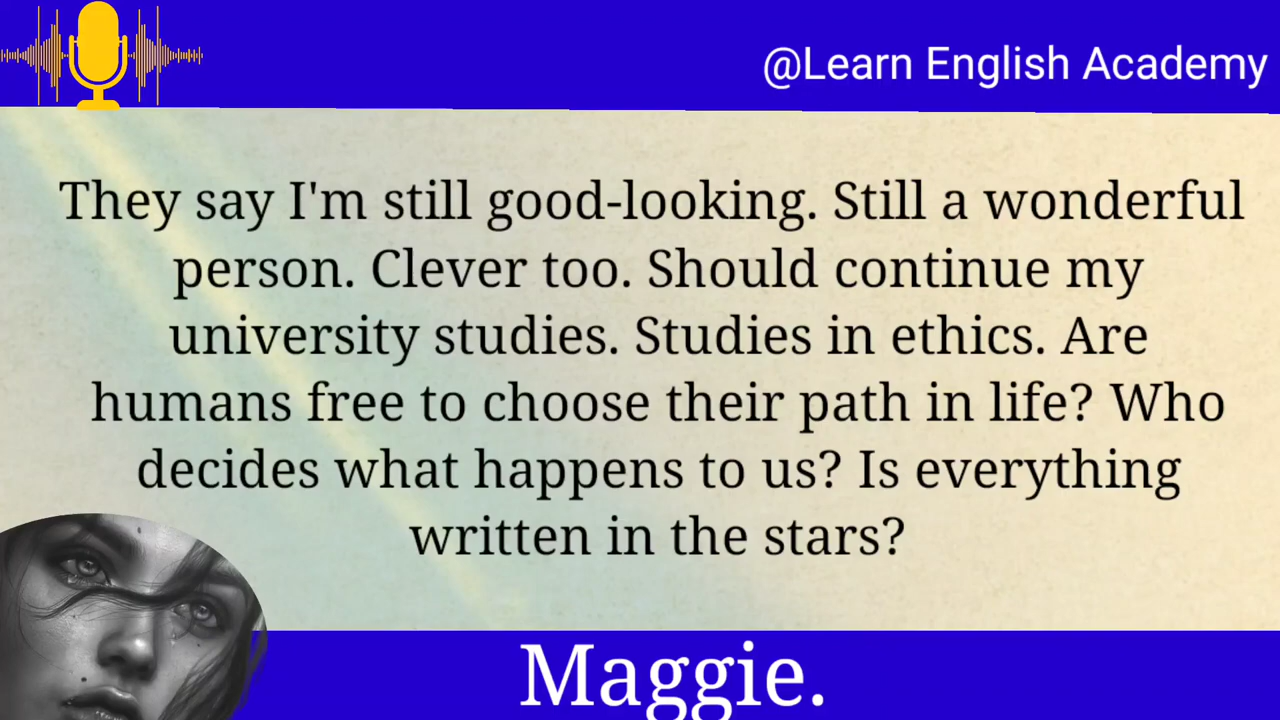 @Learn English Academy
They say I'm still good-looking. Still a wonderful
person. Clever too. Should continue my
university studies. Studies in ethics. Are
humans free to choose their path in life? Who
decides what happens to us? Is everything
written in the stars?
Maggie.